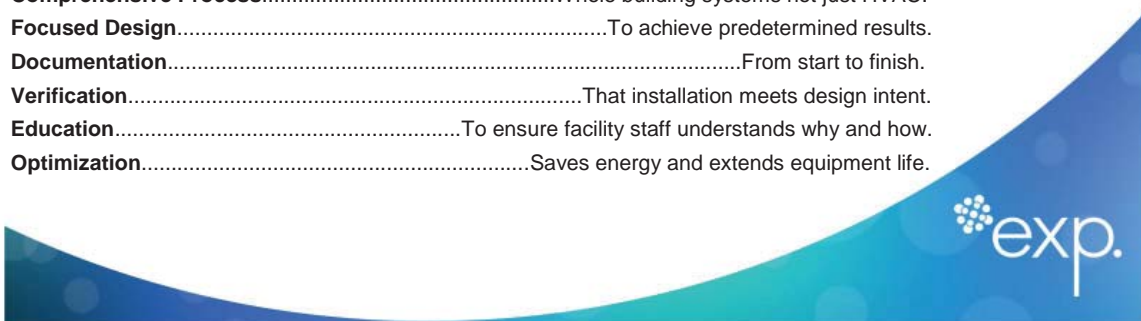 Comprehensive Process......................................................Whole building systems not just HVAC.
Focused Design.........................................................................To achieve predetermined results.
Documentation.................................................................................................From start to finish.
Verification.............................................................................That installation meets design intent.
Education..........................................................To ensure facility staff understands why and how.
Optimization.................................................................Saves energy and extends equipment life.
exp.